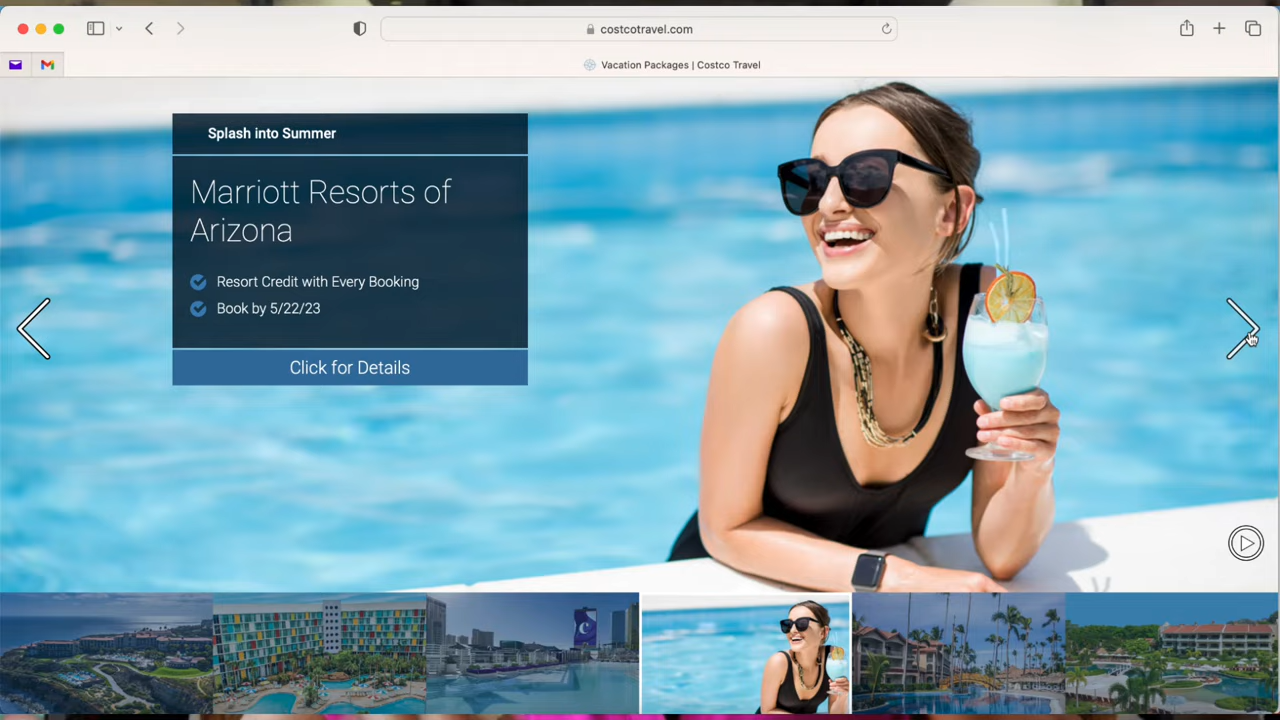 costcotravel.com
Vacation Packages | Costco Travel
Splash into Summer
Marriott Resorts of
Arizona
Resort Credit with Every Booking
Book by 5/22/23
Click for Details